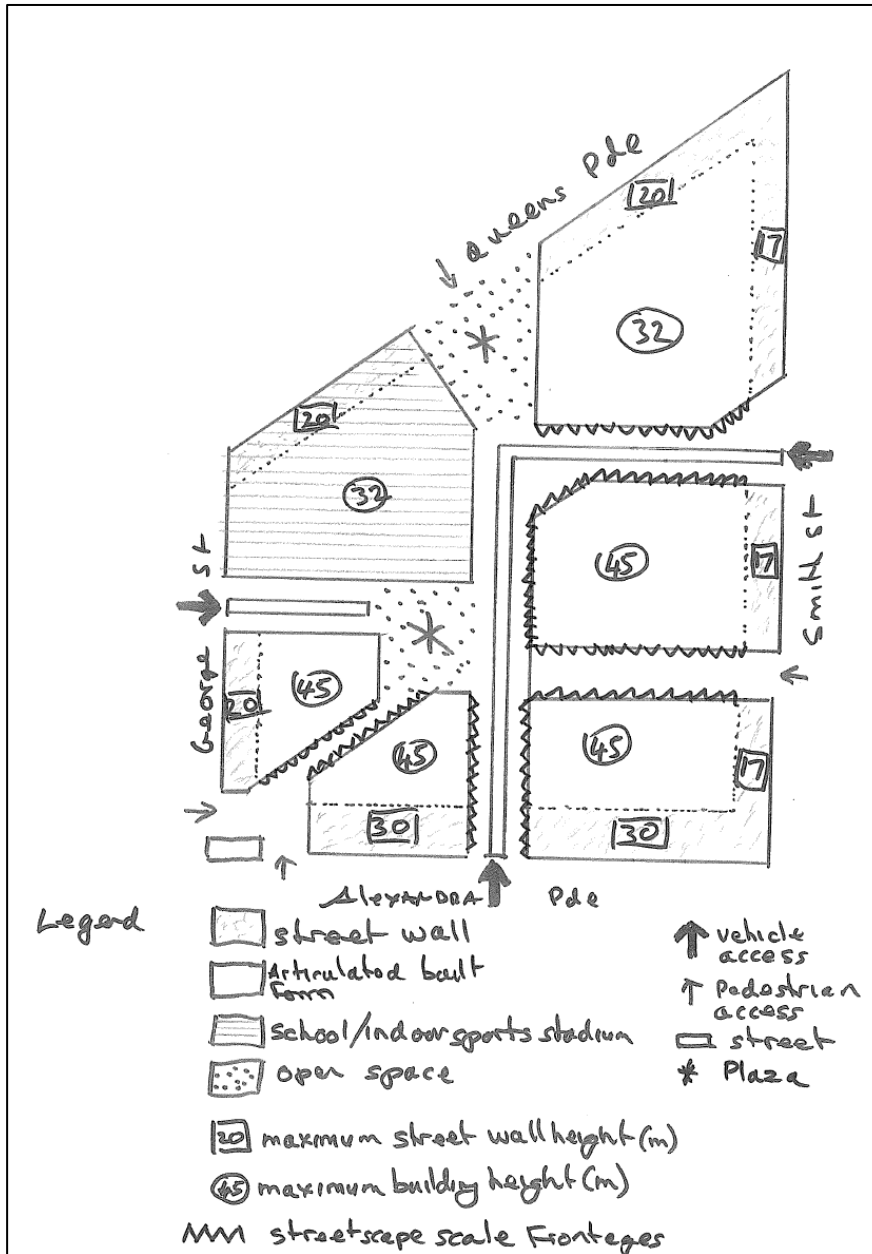 Queens Pde
20
17
32
20
32
St
45
17
Smith St
George
20
45
45
45
17
30
30
AlexANDRA Pde
Legend
street wall
Articulated built
Form
School/indoor sports stadium
open space
20 maximum street wall height (m)
45 maximum building height (m)
streetscape scale Fronteges
vehicle
access
Pedestrian
access
street
* Plaza